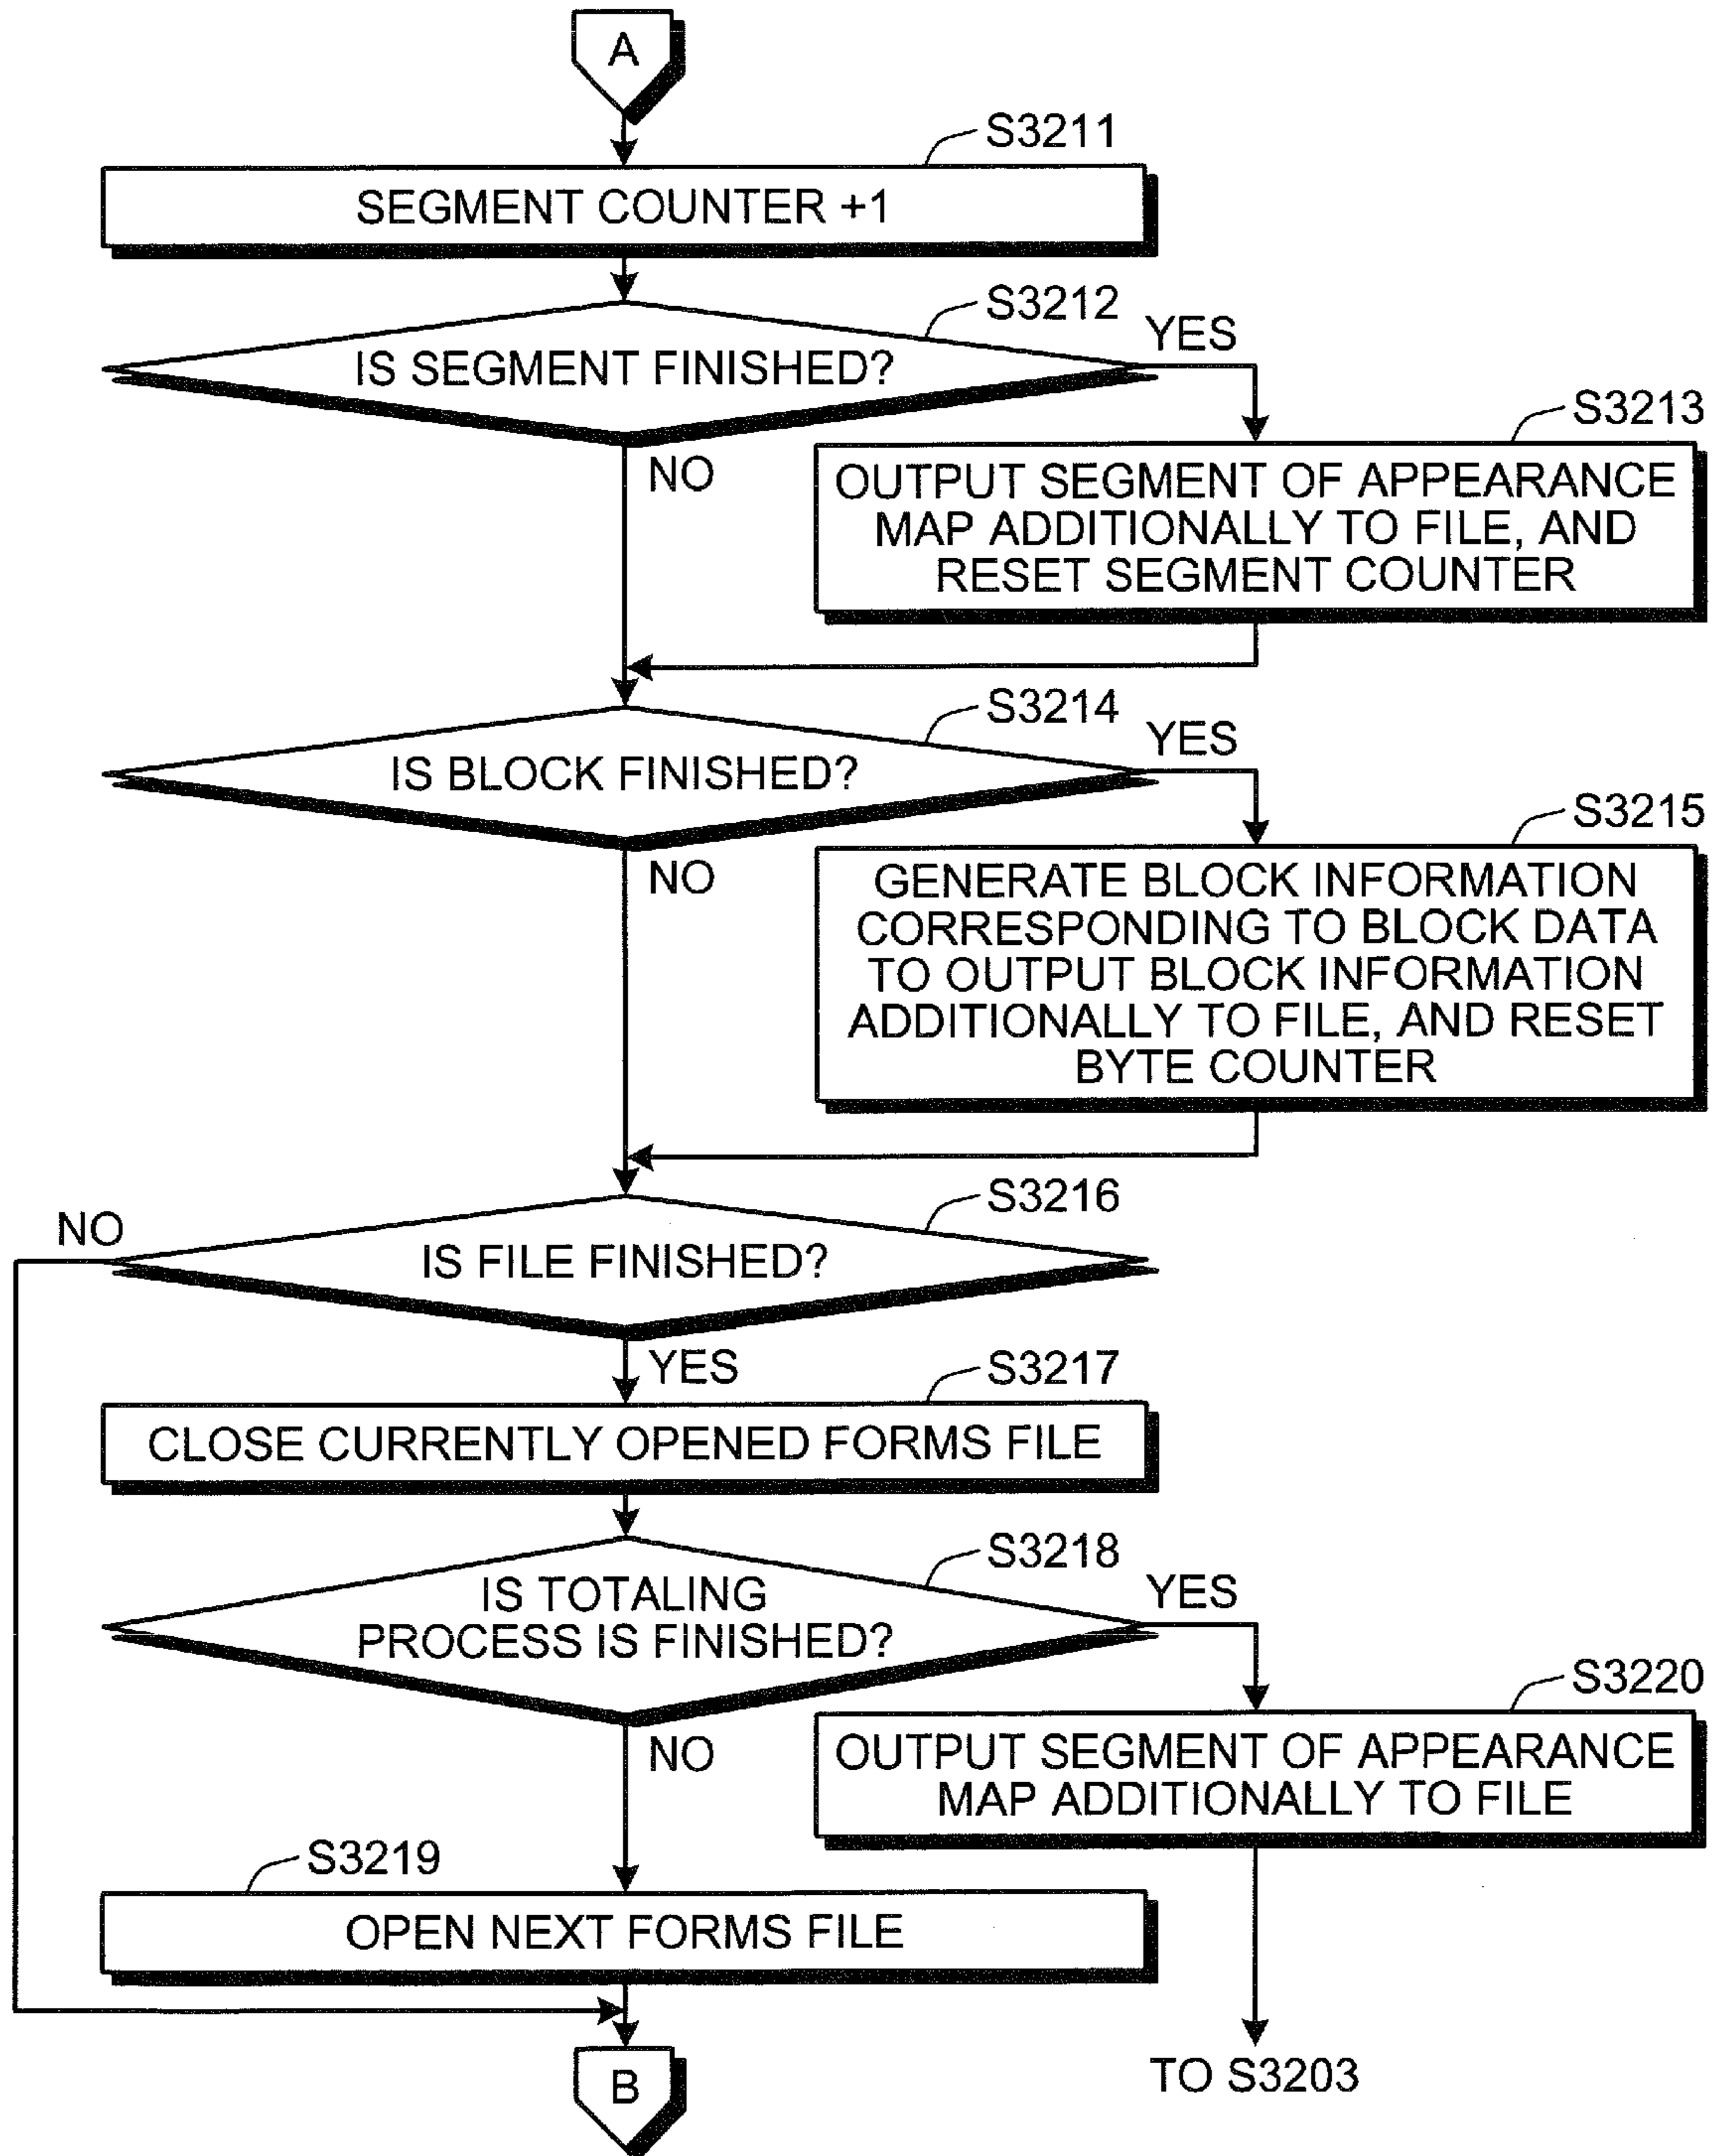 A
S3211
SEGMENT COUNTER +1
S3212
YES
IS SEGMENT FINISHED?
NO
S3213
OUTPUT SEGMENT OF APPEARANCE
MAP ADDITIONALLY TO FILE, AND
RESET SEGMENT COUNTER
S3214
YES
IS BLOCK FINISHED?
NO
S3215
GENERATE BLOCK INFORMATION
CORRESPONDING TO BLOCK DATA
TO OUTPUT BLOCK INFORMATION
ADDITIONALLY TO FILE, AND RESET
BYTE COUNTER
S3216
NO
IS FILE FINISHED?
YES
S3217
CLOSE CURRENTLY OPENED FORMS FILE
S3218
YES
IS TOTALING
PROCESS IS FINISHED?
NO
S3220
OUTPUT SEGMENT OF APPEARANCE
MAP ADDITIONALLY TO FILE
S3219
OPEN NEXT FORMS FILE
TO S3203
B